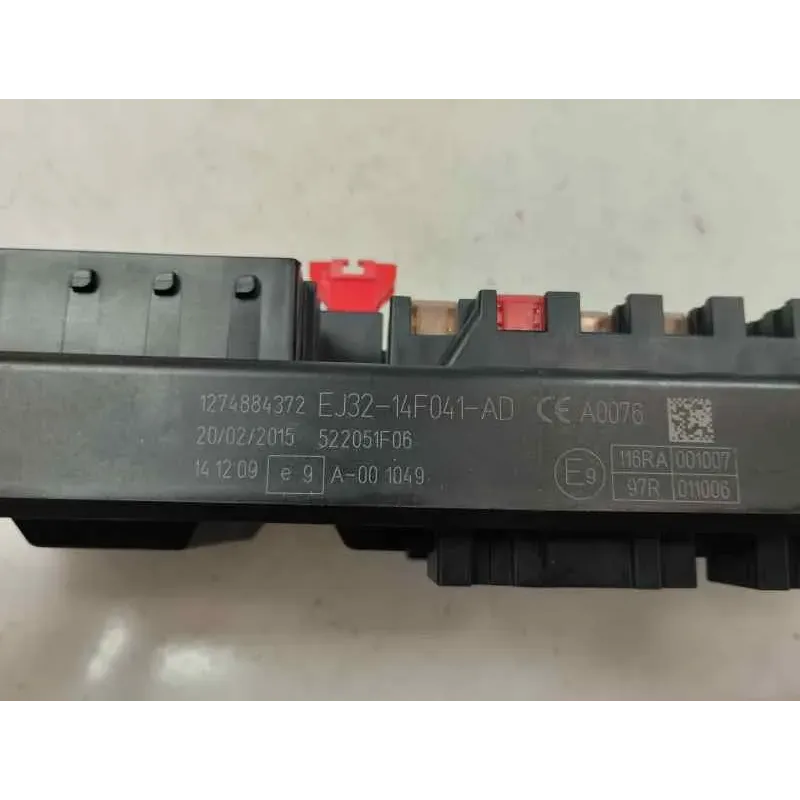 1274884372 EJ32-14F041-AD CE A0076
20/02/2015 522051F06
14 12 09 e 9 A-00 1049
E9 116RA 001007
97R 011006